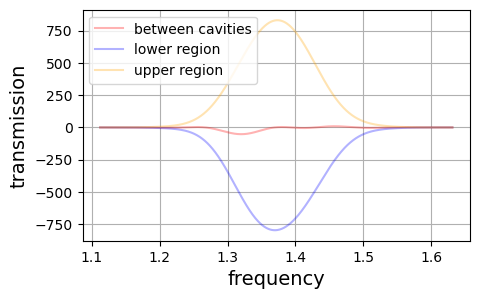 between cavities
lower region
upper region
transmission
750
500
250
0
−250
−500
−750
1.1
1.2
1.3
1.4
1.5
1.6
frequency